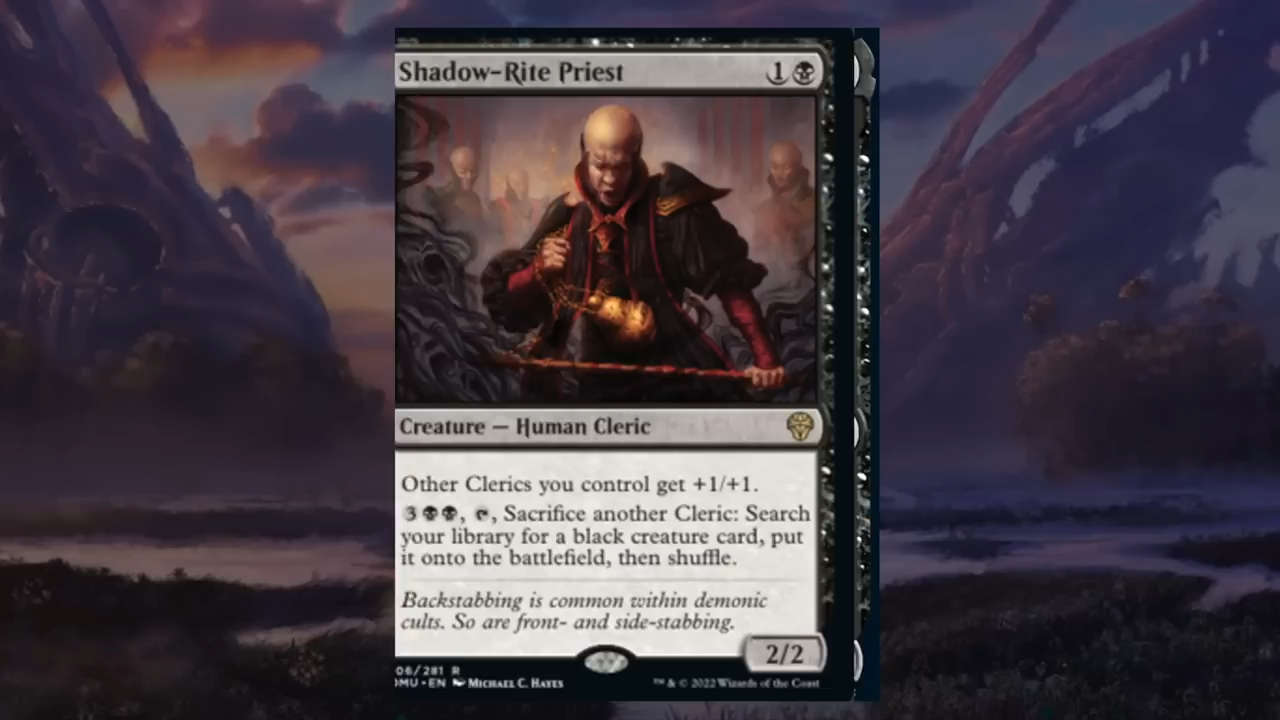 Shadow-Rite Priest 1
Creature — Human Cleric
Other Clerics you control get +1/+1.
3, , Sacrifice another Cleric: Search
your library for a black creature card, put
it onto the battlefield, then shuffle.
Backstabbing is common within demonic
cults. So are front- and side-stabbing.
2/2
06/281 R
DMU • EN MICHAEL C. HAYES
™ & © 2022 Wizards of the Coast